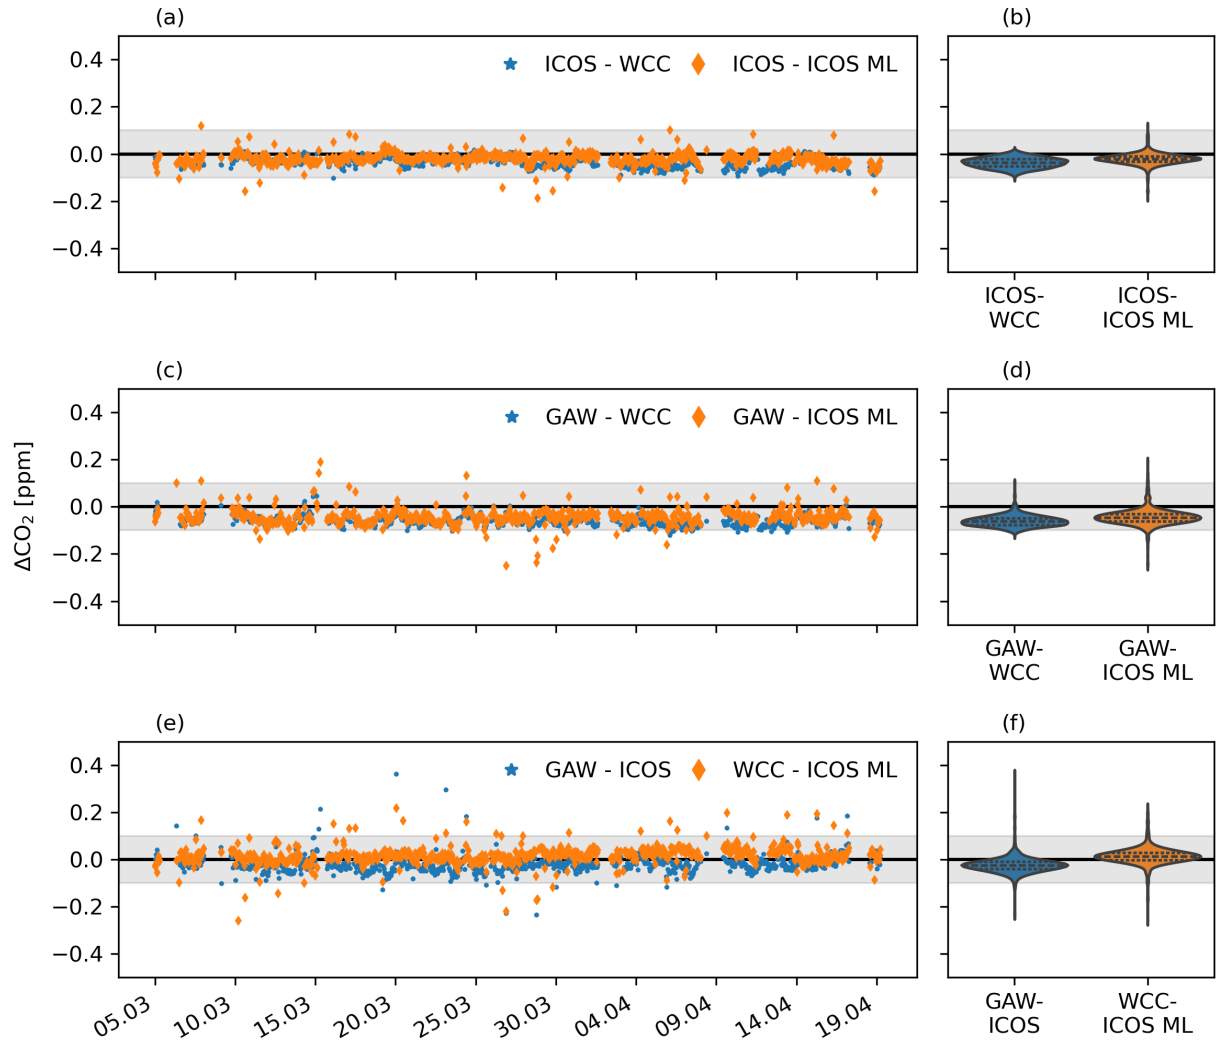 (a)
(b)
0.4
0.2
0.0
−0.2
−0.4
ICOS - WCC
ICOS - ICOS ML
ICOS-
WCC
ICOS-
ICOS ML
(c)
(d)
ΔCO₂ [ppm]
0.4
0.2
0.0
−0.2
−0.4
GAW - WCC
GAW - ICOS ML
GAW-
WCC
GAW-
ICOS ML
(e)
(f)
0.4
0.2
0.0
−0.2
−0.4
GAW - ICOS
WCC - ICOS ML
05.03
10.03
15.03
20.03
25.03
30.03
04.04
09.04
14.04
19.04
GAW-
ICOS
WCC-
ICOS ML